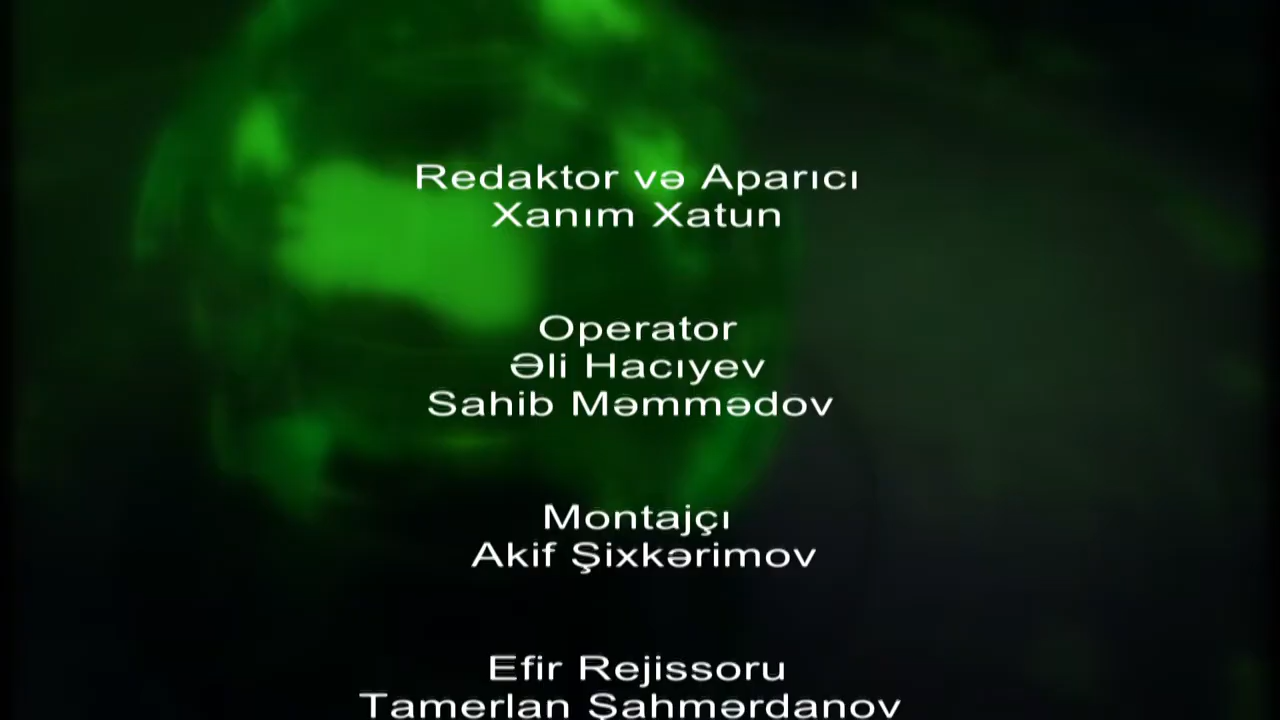 Redaktor və Aparıcı
Xanım Xatun
Operator
Əli Hacıyev
Sahib Məmmədov
Montajçı
Akif Şixkərimov
Efir Rejissoru
Tamerlan Şahmərdanov